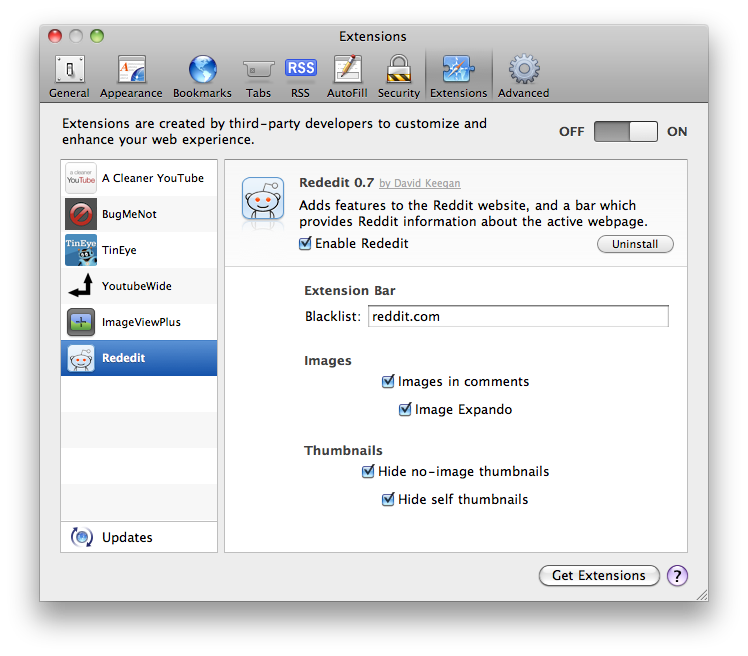 Extensions
General
Appearance
Bookmarks
Tabs
RSS
RSS
AutoFill
Security
Extensions
Advanced
Extensions are created by third-party developers to customize and
enhance your web experience.
OFF
ON
a cleaner
YouTube
A Cleaner YouTube
BugMeNot
TinEye
TinEye
YoutubeWide
ImageViewPlus
Rededit
Updates
Rededit 0.7 by David Keegan
Adds features to the Reddit website, and a bar which
provides Reddit information about the active webpage.
Enable Rededit
Uninstall
Extension Bar
Blacklist: reddit.com
Images
Images in comments
Image Expando
Thumbnails
Hide no-image thumbnails
Hide self thumbnails
Get Extensions
?